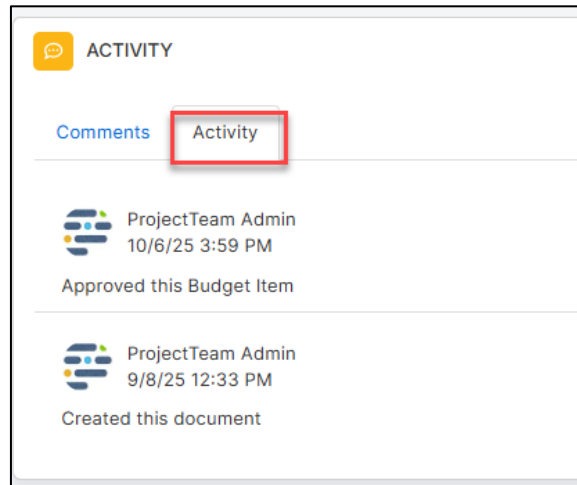 ACTIVITY
Comments Activity
ProjectTeam Admin
10/6/25 3:59 PM
Approved this Budget Item
ProjectTeam Admin
9/8/25 12:33 PM
Created this document